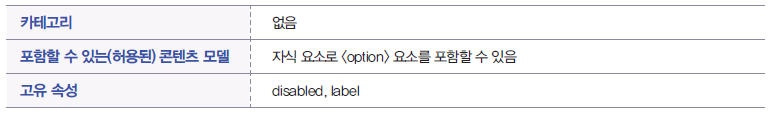 카테고리 없음
포함할 수 있는(허용된) 콘텐츠 모델 자식 요소로 〈option〉 요소를 포함할 수 있음
고유 속성 disabled, label